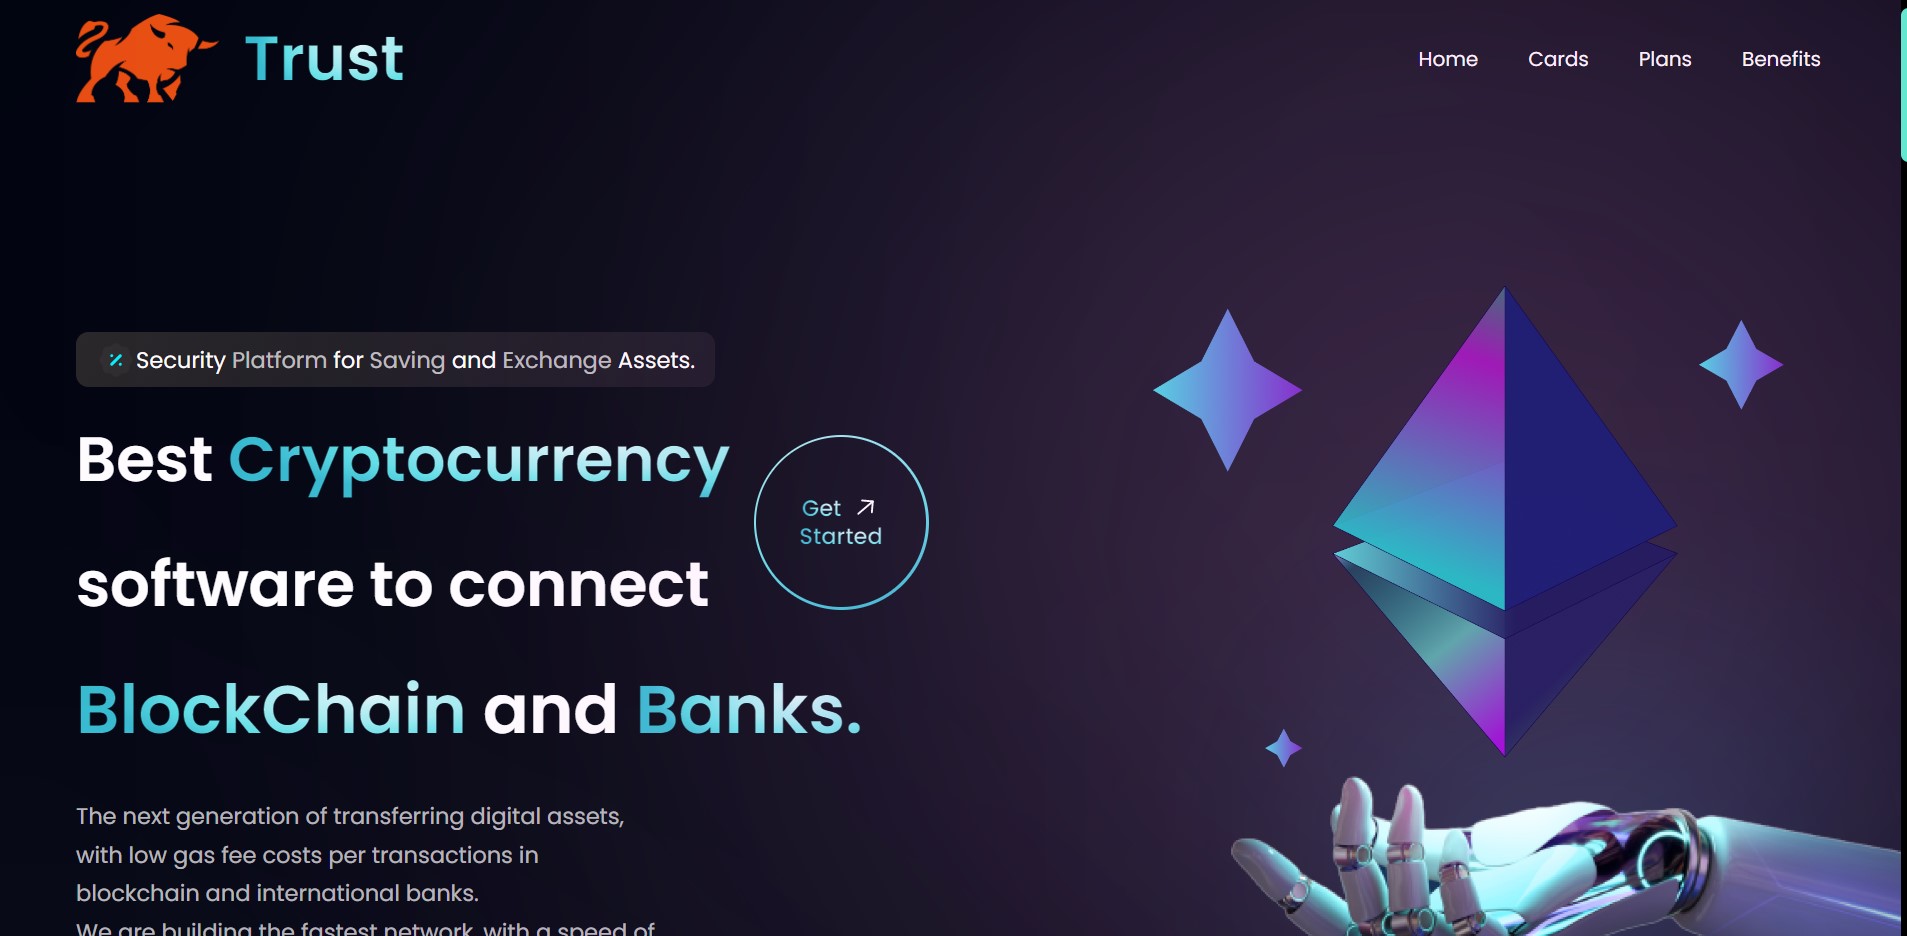 Trust
Home Cards Plans Benefits
Security Platform for Saving and Exchange Assets.
Best Cryptocurrency
software to connect
BlockChain and Banks.
Get
Started
The next generation of transferring digital assets,
with low gas fee costs per transactions in
blockchain and international banks.
We are building the fastest network, with a speed of